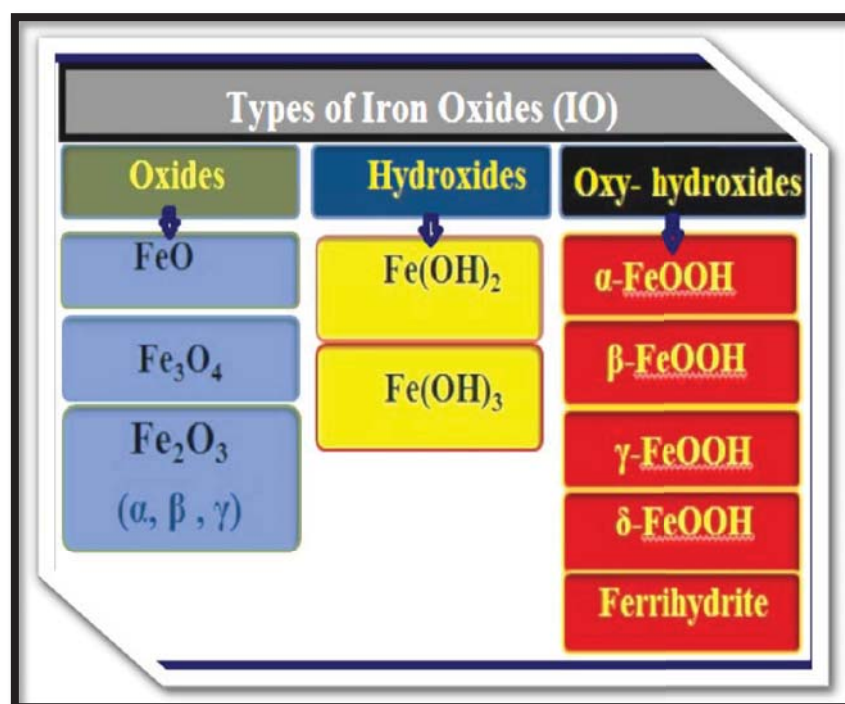 Types of Iron Oxides (IO)
Oxides
FeO
Fe₃O₄
Fe₂O₃
(α, β , γ)
Hydroxides
Fe(OH)₂
Fe(OH)₃
Oxy- hydroxides
α-FeOOH
β-FeOOH
γ-FeOOH
δ-FeOOH
Ferrihydrite